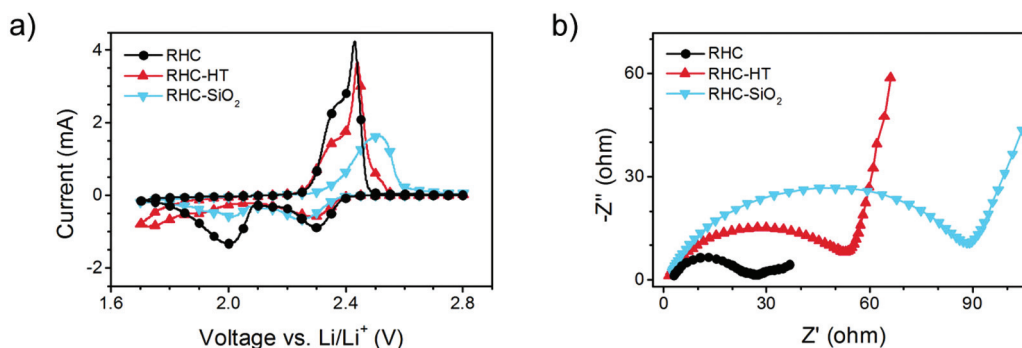 a)
RHC
RHC-HT
RHC-SiO₂
Current (mA)
4
2
0
-2
1.6 2.0 2.4 2.8
Voltage vs. Li/Li⁺ (V)
b)
RHC
RHC-HT
RHC-SiO₂
-Z'' (ohm)
60
30
0
0 30 60 90
Z' (ohm)